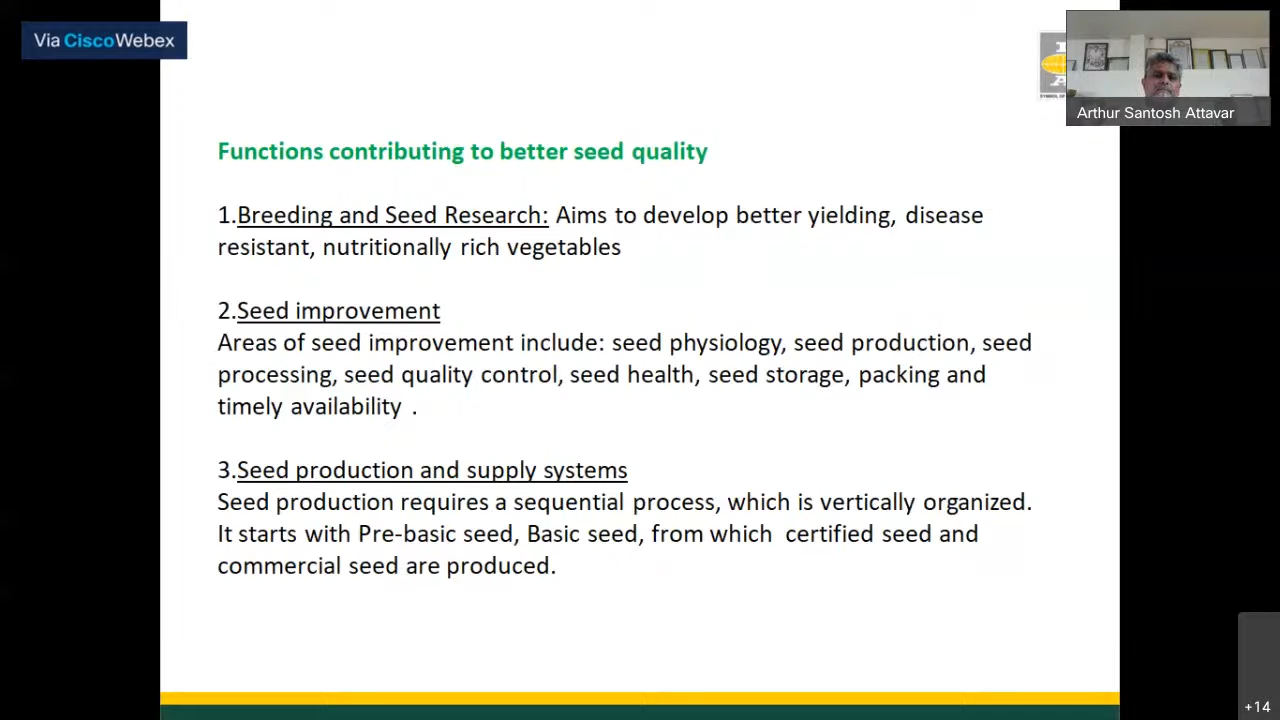 Via CiscoWebex
Arthur Santosh Attavar
Functions contributing to better seed quality
1.Breeding and Seed Research: Aims to develop better yielding, disease
resistant, nutritionally rich vegetables
2.Seed improvement
Areas of seed improvement include: seed physiology, seed production, seed
processing, seed quality control, seed health, seed storage, packing and
timely availability .
3.Seed production and supply systems
Seed production requires a sequential process, which is vertically organized.
It starts with Pre-basic seed, Basic seed, from which  certified seed and
commercial seed are produced.
+14